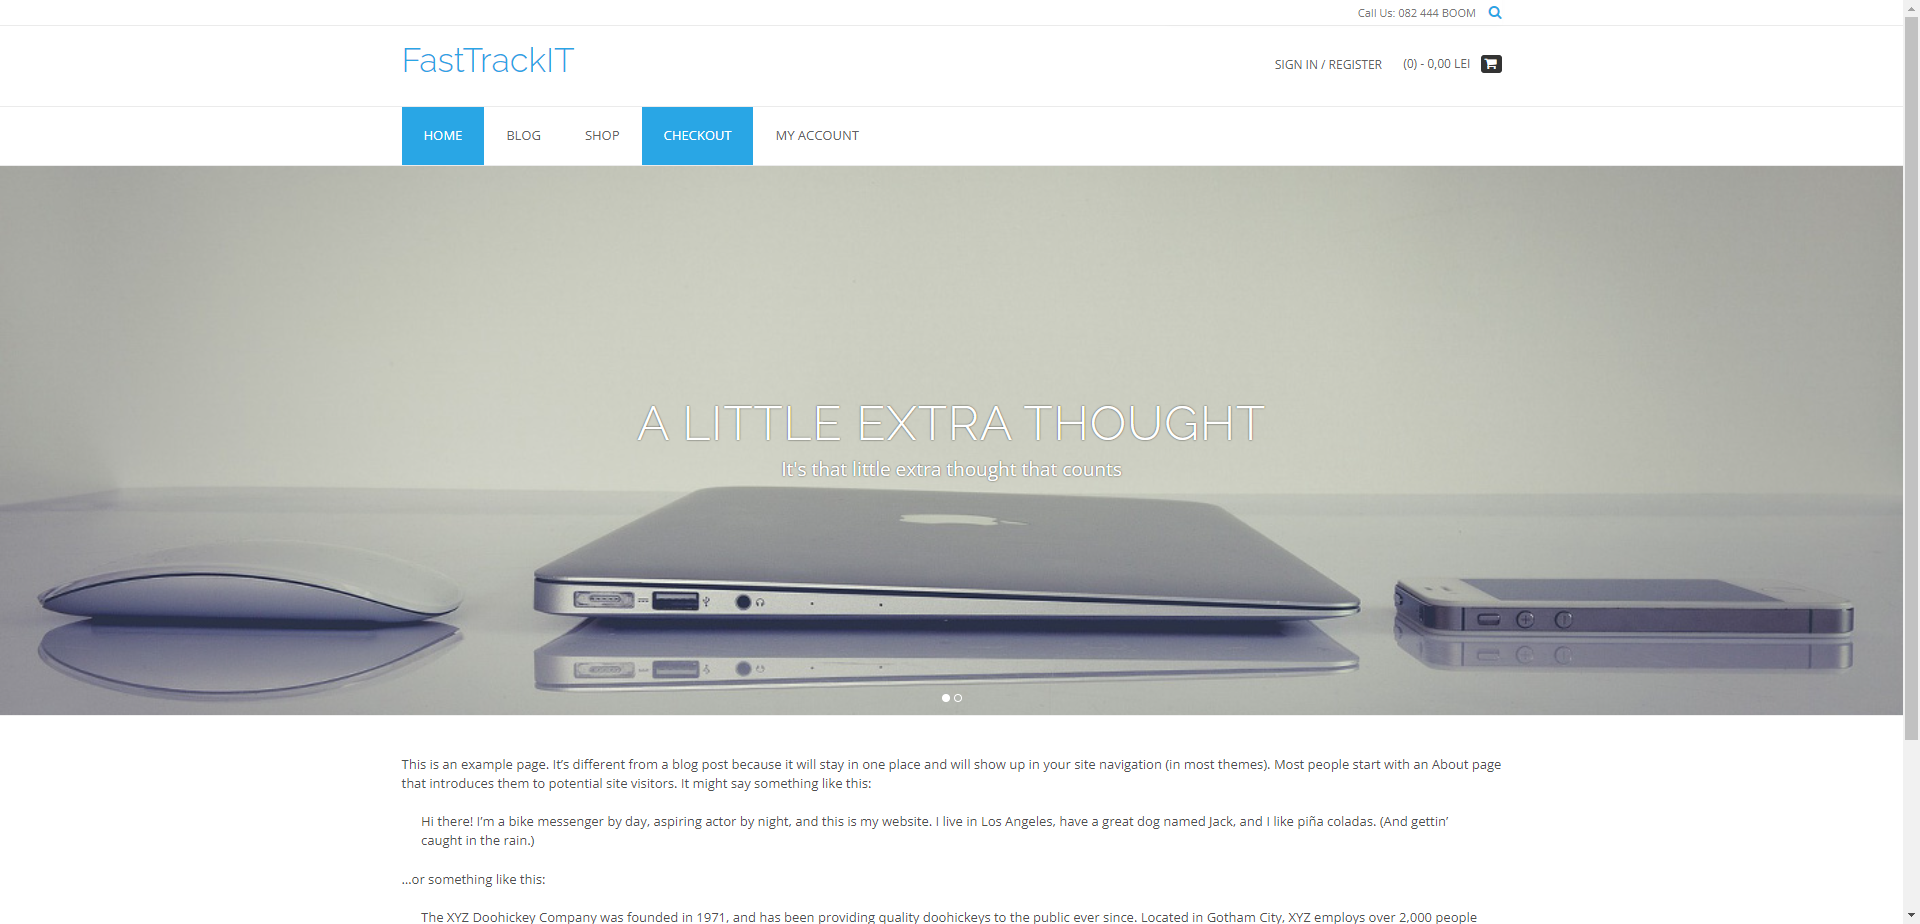 Call Us: 082 444 BOOM
FastTrackIT
SIGN IN / REGISTER
(0) - 0,00 LEI
HOME
BLOG
SHOP
CHECKOUT
MY ACCOUNT
A LITTLE EXTRA THOUGHT
It's that little extra thought that counts
This is an example page. It’s different from a blog post because it will stay in one place and will show up in your site navigation (in most themes). Most people start with an About page
that introduces them to potential site visitors. It might say something like this:
Hi there! I’m a bike messenger by day, aspiring actor by night, and this is my website. I live in Los Angeles, have a great dog named Jack, and I like piña coladas. (And gettin’
caught in the rain.)
…or something like this:
The XYZ Doohickey Company was founded in 1971, and has been providing quality doohickeys to the public ever since. Located in Gotham City, XYZ employs over 2,000 people